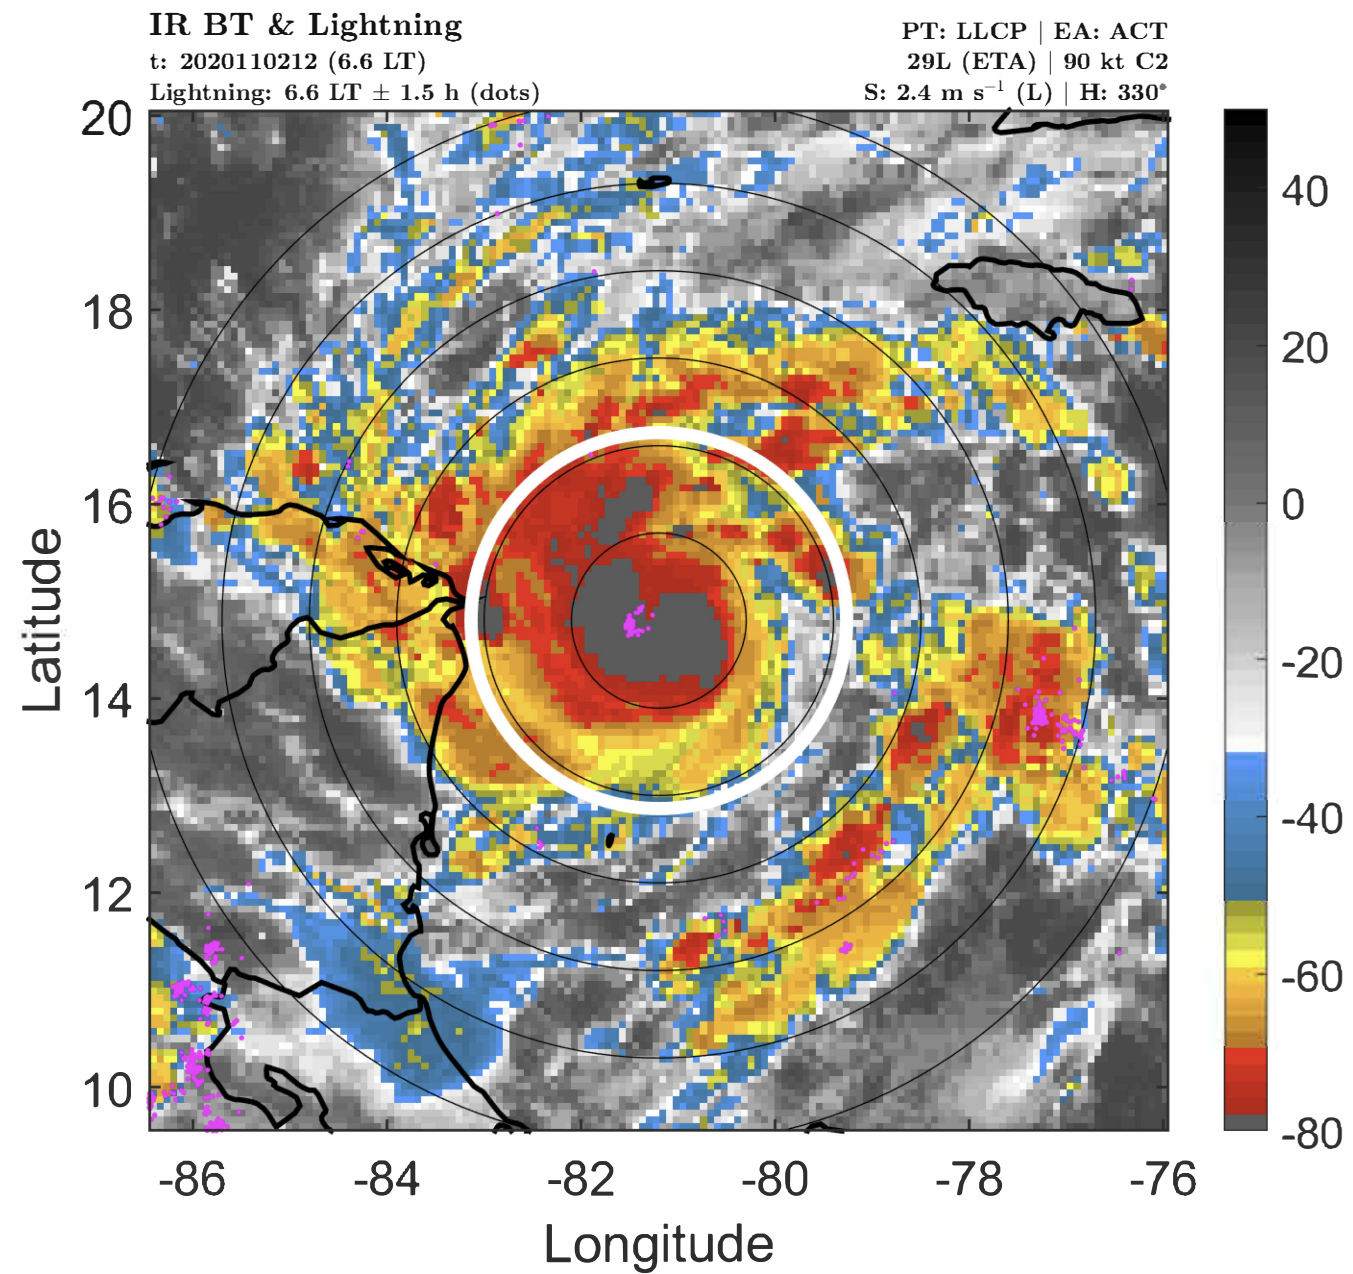 IR BT & Lightning
t: 2020110212 (6.6 LT)
Lightning: 6.6 LT ± 1.5 h (dots)
PT: LLCP | EA: ACT
29L (ETA) | 90 kt C2
S: 2.4 m s⁻¹ (L) | H: 330°
20
18
16
14
12
10
Latitude
-86 -84 -82 -80 -78 -76
Longitude
40
20
0
-20
-40
-60
-80